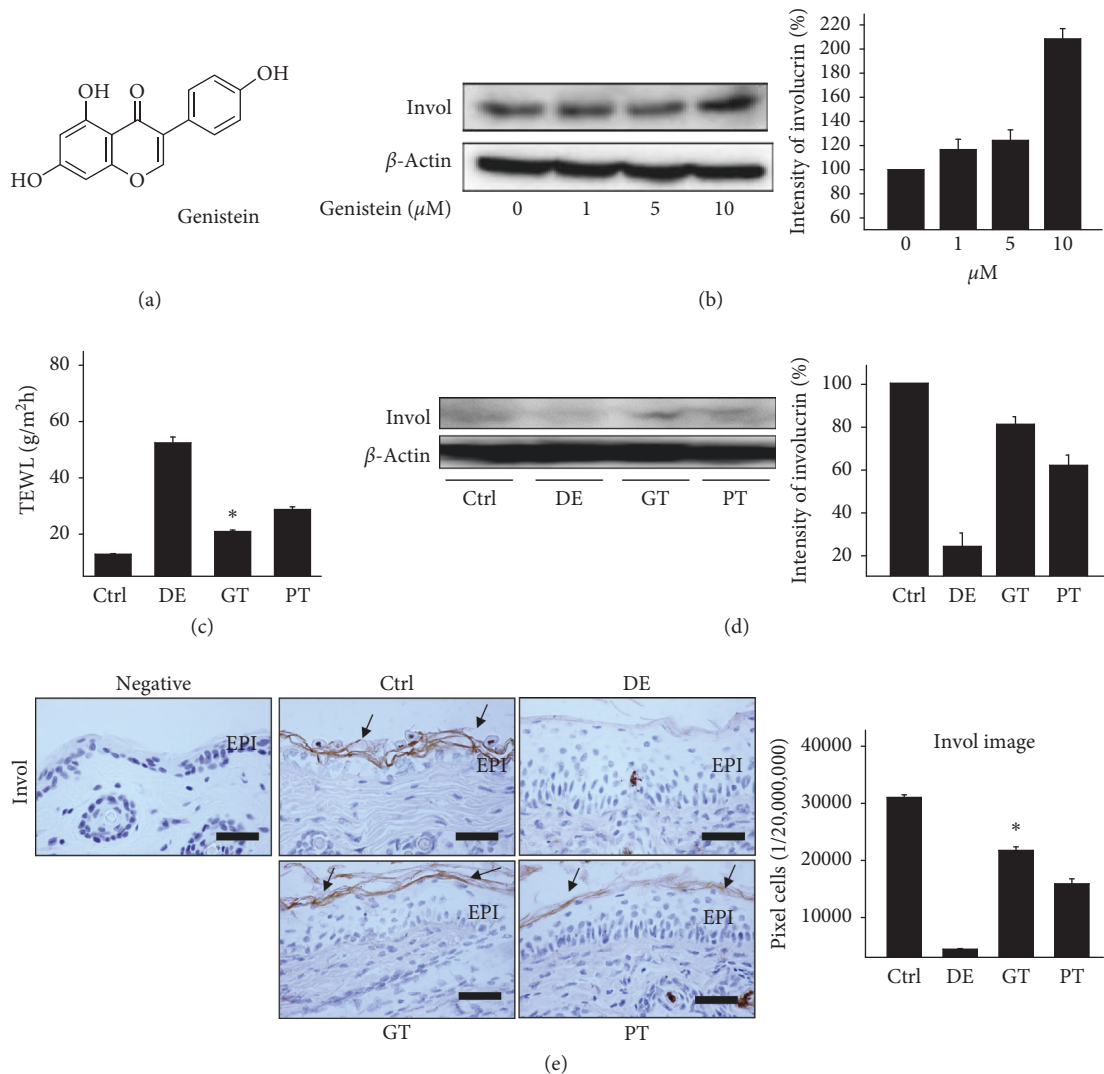 OH
O
OH
HO
O
Genistein
(a)
Invol
β-Actin
Genistein (μM) 0 1 5 10
Intensity of involucrin (%)
220
200
180
160
140
120
100
80
60
0 1 5 10
μM
(b)
TEWL (g/m²h)
80
60
40
20
*
Ctrl DE GT PT
(c)
Invol
β-Actin
Ctrl DE GT PT
Intensity of involucrin (%)
100
80
60
40
20
Ctrl DE GT PT
(d)
Negative Ctrl DE
Invol
EPI
EPI
EPI
EPI
EPI
GT PT
Invol image
Pixel cells (1/20,000,000)
40000
30000
20000
10000
*
Ctrl DE GT PT
(e)